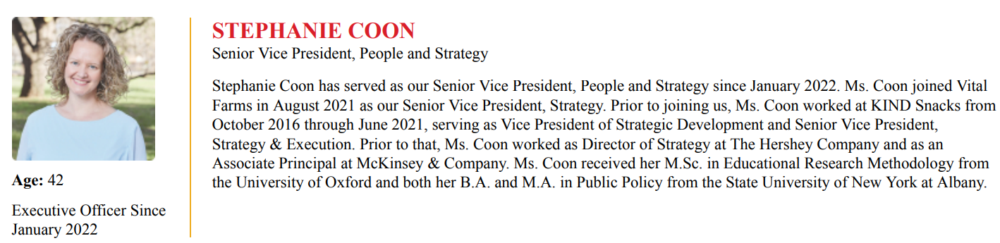 STEPHANIE COON
Senior Vice President, People and Strategy
Stephanie Coon has served as our Senior Vice President, People and Strategy since January 2022. Ms. Coon joined Vital
Farms in August 2021 as our Senior Vice President, Strategy. Prior to joining us, Ms. Coon worked at KIND Snacks from
October 2016 through June 2021, serving as Vice President of Strategic Development and Senior Vice President,
Strategy & Execution. Prior to that, Ms. Coon worked as Director of Strategy at The Hershey Company and as an
Associate Principal at McKinsey & Company. Ms. Coon received her M.Sc. in Educational Research Methodology from
the University of Oxford and both her B.A. and M.A. in Public Policy from the State University of New York at Albany.
Age: 42
Executive Officer Since
January 2022